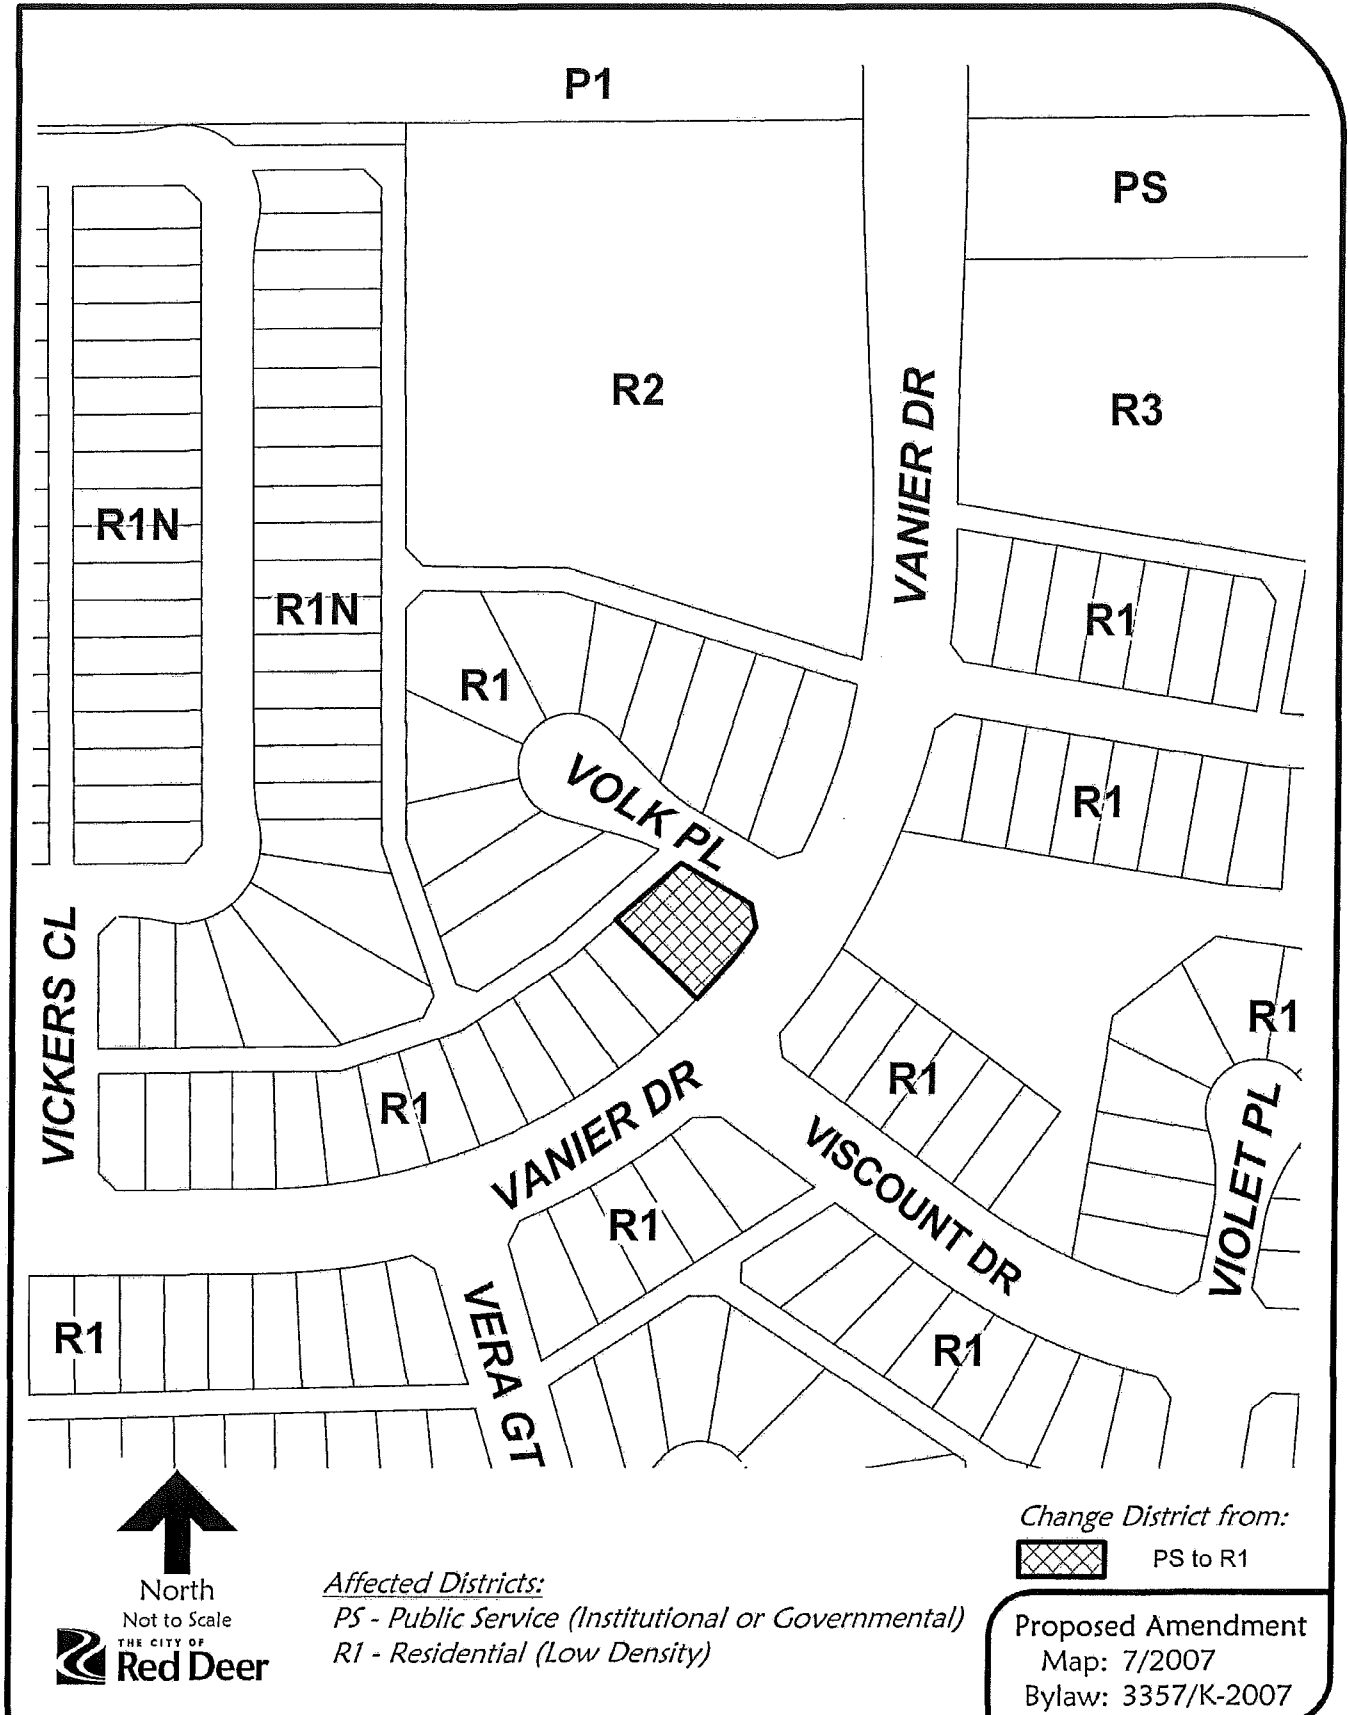 P1
PS
R2
VANIER DR
R3
R1N
R1N
R1
R1
R1
VOLK PL
VICKERS CL
R1
R1
R1
VANIER DR
VISCOUNT DR
VIOLET PL
R1
R1
VERA GT
R1
North
Not to Scale
THE CITY OF
Red Deer
Affected Districts:
PS - Public Service (Institutional or Governmental)
R1 - Residential (Low Density)
Change District from:
PS to R1
Proposed Amendment
Map: 7/2007
Bylaw: 3357/K-2007